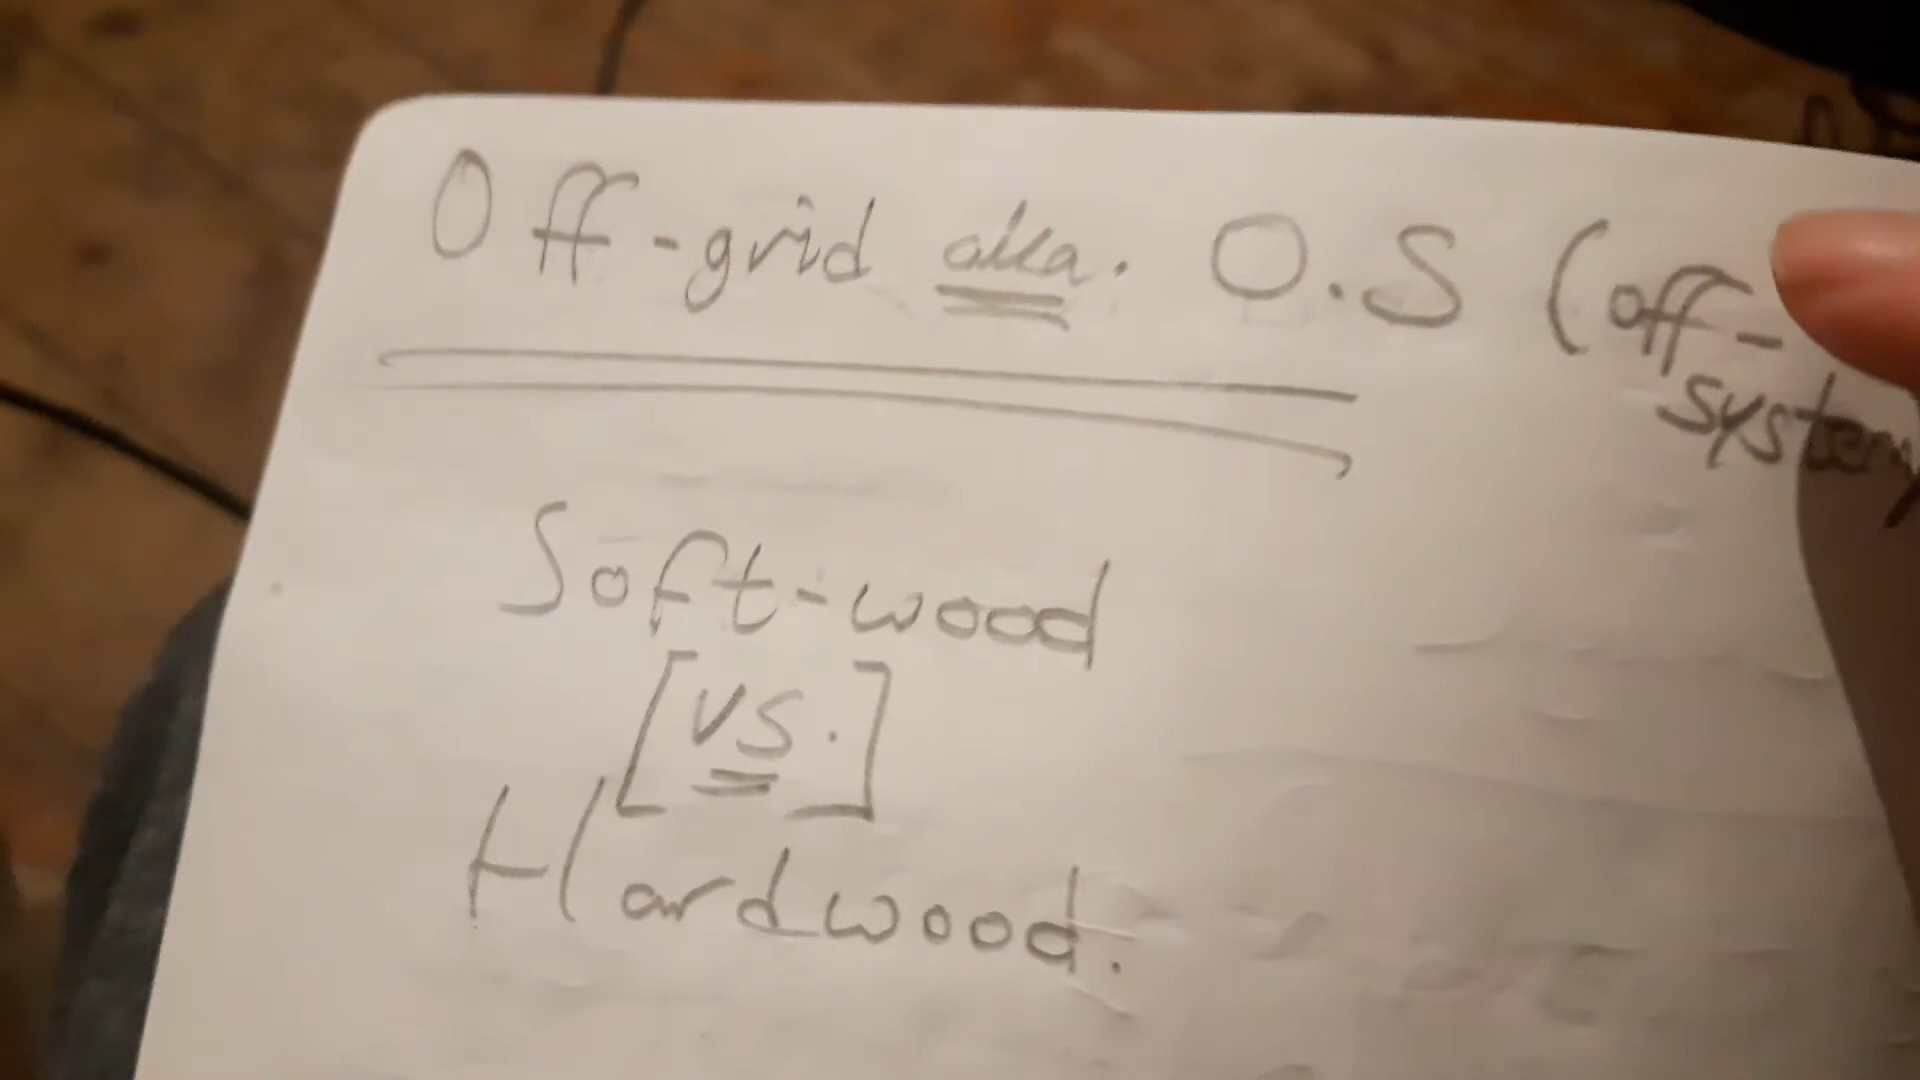 Off-grid aka. O.S (off-
system)
Soft-wood
[vs.]
Hardwood.